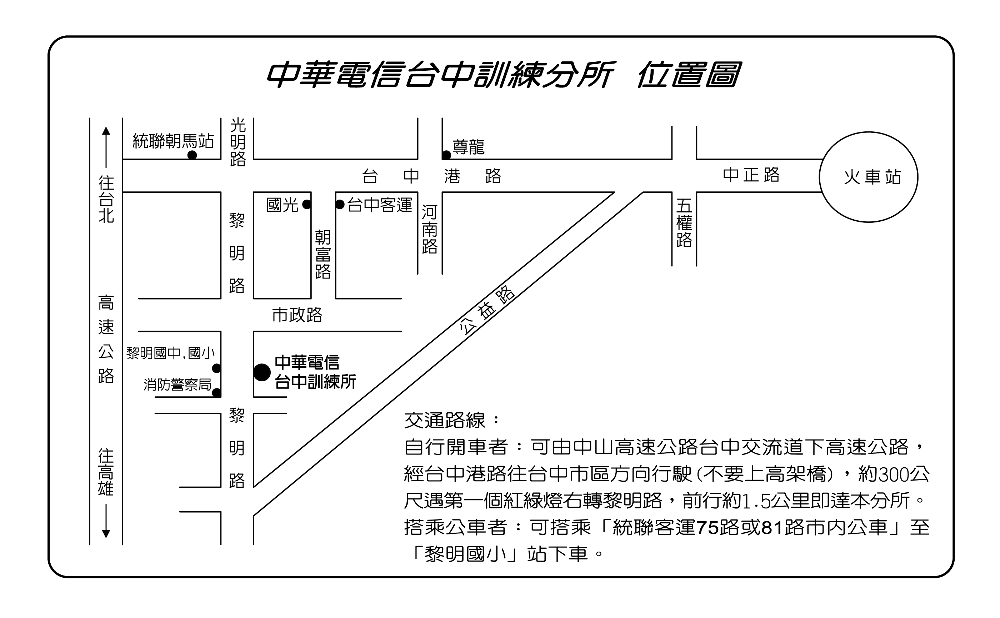 中華電信台中訓練分所 位置圖
光明路
統聯朝馬站
尊龍
台中港路
中正路
火車站
往台北
國光
台中客運
黎明路
朝富路
河南路
五權路
公益路
市政路
高速公路
黎明國中,國小
中華電信
台中訓練所
消防警察局
黎明路
往高雄
交通路線：
自行開車者：可由中山高速公路台中交流道下高速公路，
經台中港路往台中市區方向行駛(不要上高架橋)，約300公
尺遇第一個紅綠燈右轉黎明路，前行約1.5公里即達本分所。
搭乘公車者：可搭乘「統聯客運75路或81路市內公車」至
「黎明國小」站下車。